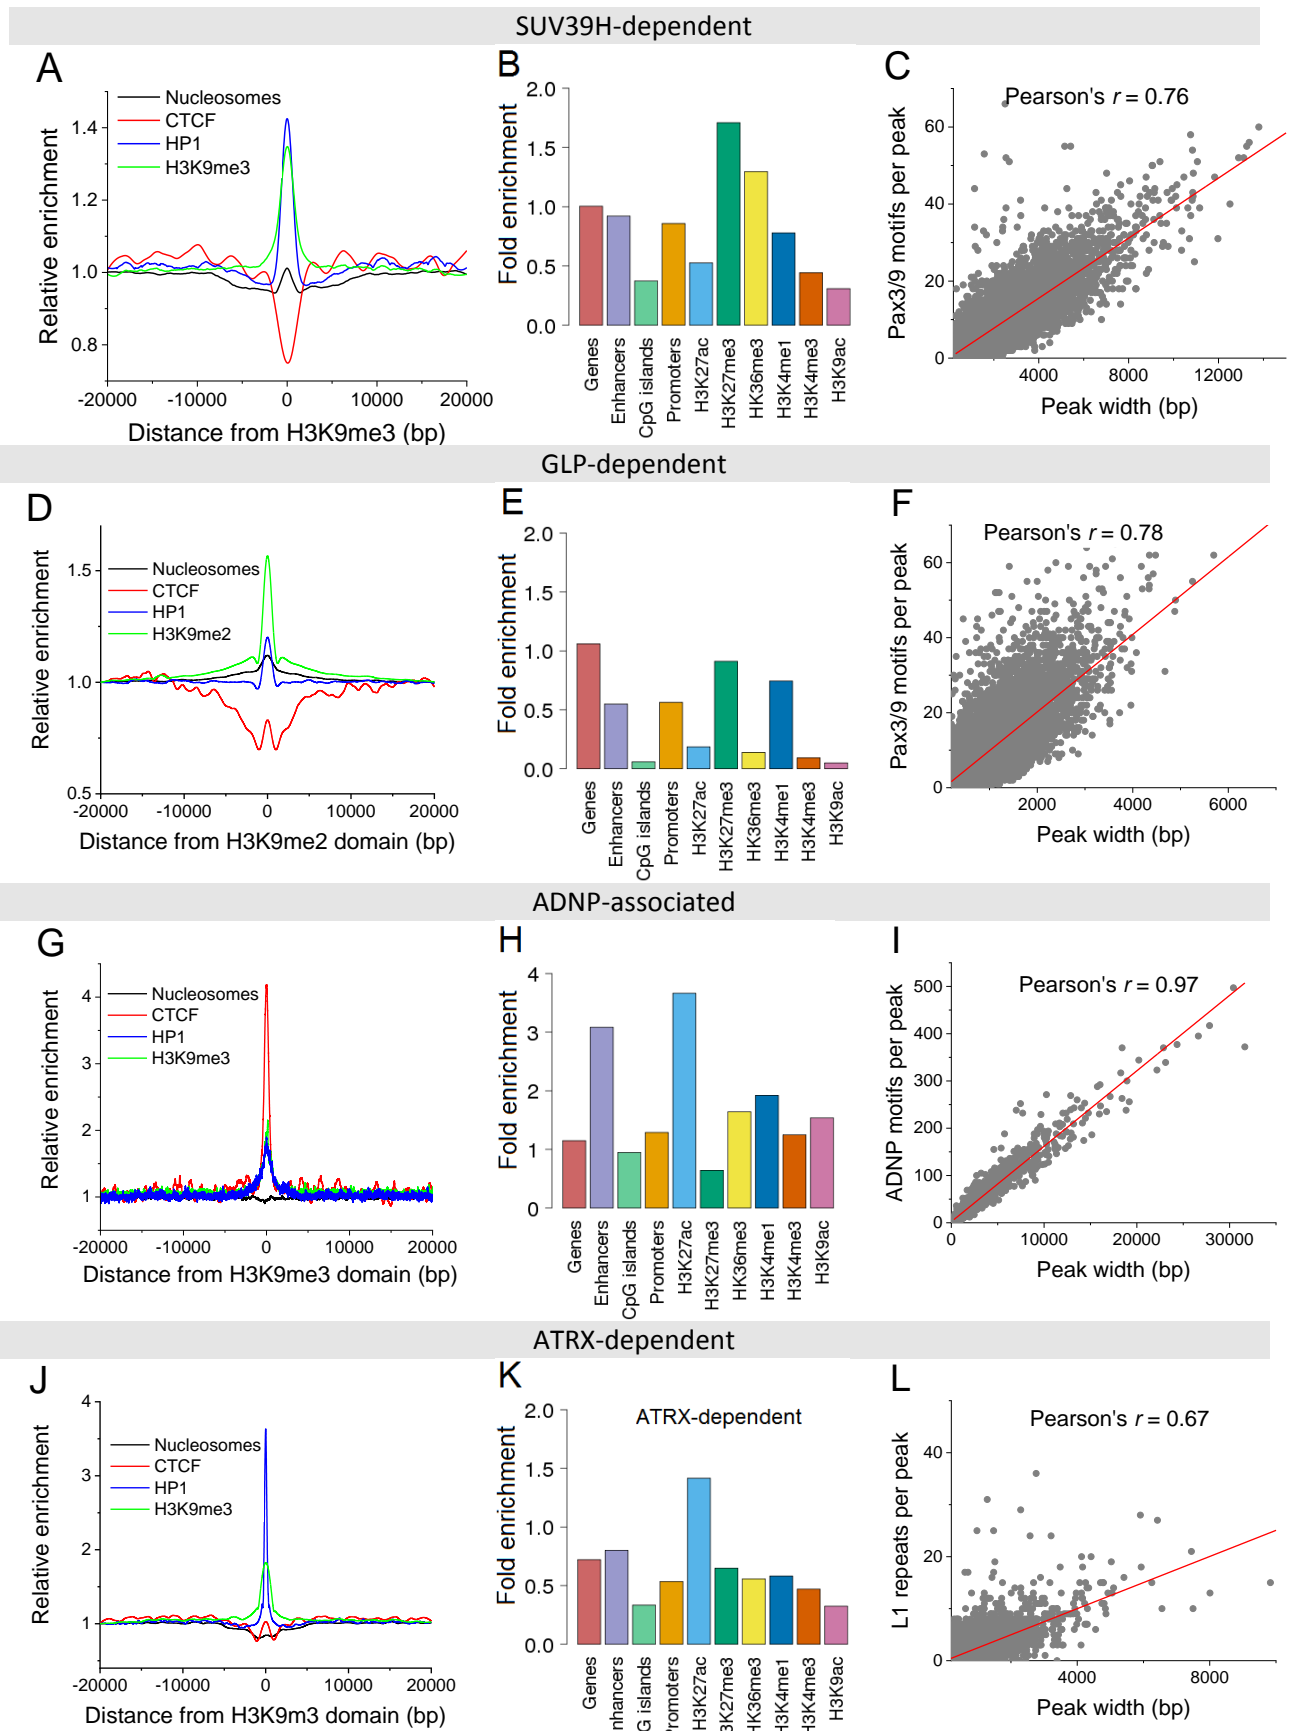 SUV39H-dependent
A
Nucleosomes
CTCF
HP1
H3K9me3
Relative enrichment
1.4
1.2
1.0
0.8
-20000 -10000 0 10000 20000
Distance from H3K9me3 (bp)
B
Fold enrichment
2.0
1.5
1.0
0.5
0.0
Genes
Enhancers
CpG islands
Promoters
H3K27ac
H3K27me3
HK36me3
H3K4me1
H3K4me3
H3K9ac
C
Pearson's r = 0.76
Pax3/9 motifs per peak
60
40
20
0
4000 8000 12000
Peak width (bp)
GLP-dependent
D
Nucleosomes
CTCF
HP1
H3K9me2
Relative enrichment
1.5
1.0
0.5
-20000 -10000 0 10000 20000
Distance from H3K9me2 domain (bp)
E
Fold enrichment
2.0
1.5
1.0
0.5
0.0
Genes
Enhancers
CpG islands
Promoters
H3K27ac
H3K27me3
HK36me3
H3K4me1
H3K4me3
H3K9ac
F
Pearson's r = 0.78
Pax3/9 motifs per peak
60
40
20
0
2000 4000 6000
Peak width (bp)
ADNP-associated
G
Nucleosomes
CTCF
HP1
H3K9me3
Relative enrichment
4
3
2
1
-20000 -10000 0 10000 20000
Distance from H3K9me3 domain (bp)
H
Fold enrichment
4
3
2
1
0
Genes
Enhancers
CpG islands
Promoters
H3K27ac
H3K27me3
HK36me3
H3K4me1
H3K4me3
H3K9ac
I
Pearson's r = 0.97
ADNP motifs per peak
500
400
300
200
100
0
0 10000 20000 30000
Peak width (bp)
ATRX-dependent
J
Nucleosomes
CTCF
HP1
H3K9me3
Relative enrichment
4
3
2
1
-20000 -10000 0 10000 20000
Distance from H3K9m3 domain (bp)
K
ATRX-dependent
Fold enrichment
2.0
1.5
1.0
0.5
0.0
Genes
nhancers
G islands
romoters
H3K27ac
3K27me3
HK36me3
H3K4me1
H3K4me3
H3K9ac
L
Pearson's r = 0.67
L1 repeats per peak
40
20
0
4000 8000
Peak width (bp)